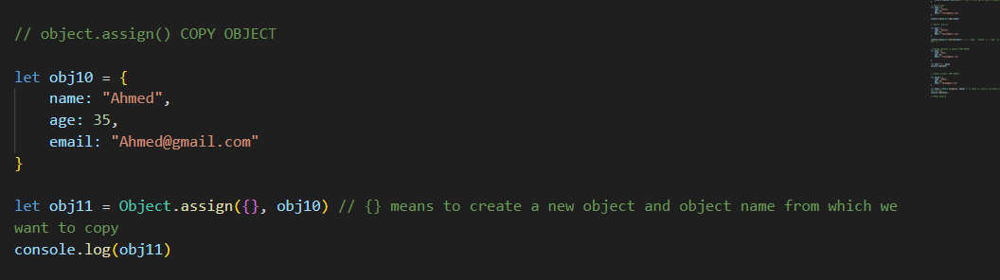 // object.assign() COPY OBJECT
let obj10 = {
name: "Ahmed",
age: 35,
email: "Ahmed@gmail.com"
}
let obj11 = Object.assign({}, obj10) // {} means to create a new object and object name from which we
want to copy
console.log(obj11)